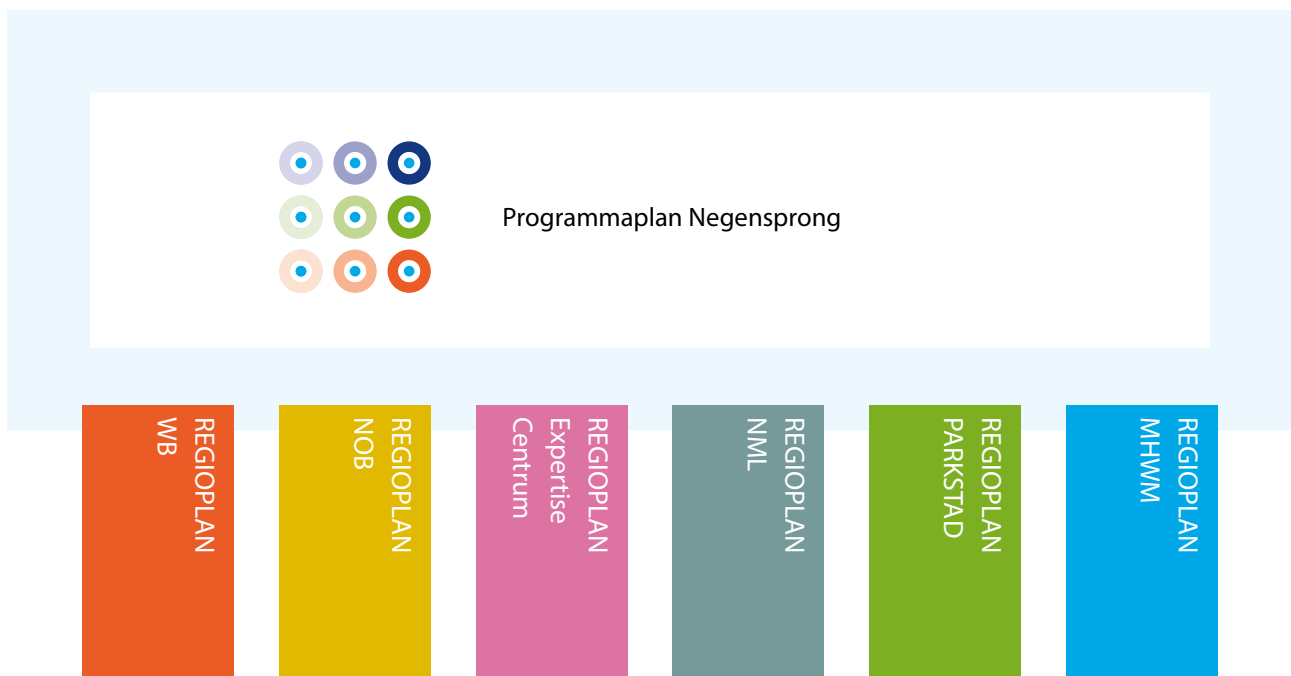 Programmaplan Negensprong
REGIOPLAN
WB
REGIOPLAN
NOB
REGIOPLAN
Expertise
Centrum
REGIOPLAN
NML
REGIOPLAN
PARKSTAD
REGIOPLAN
MHWM